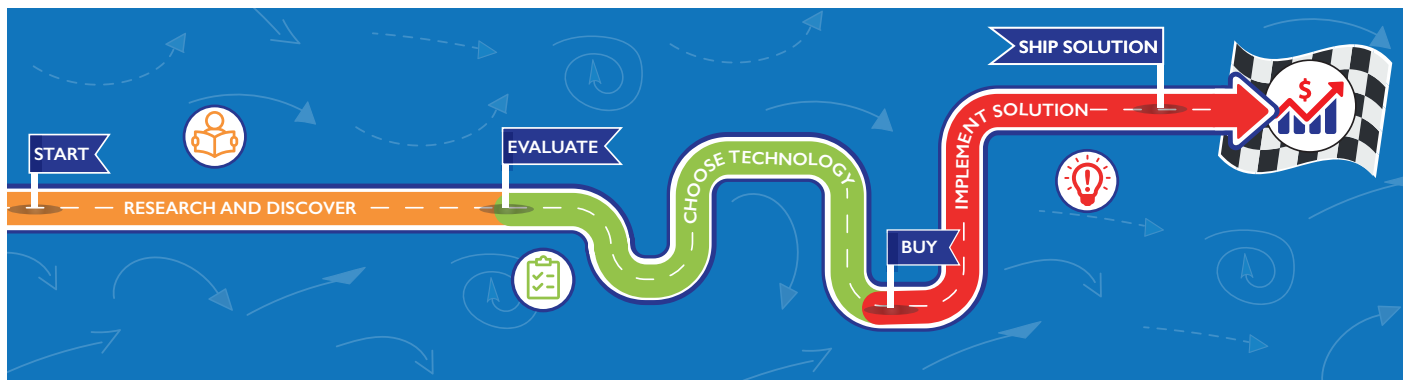 START
RESEARCH AND DISCOVER
EVALUATE
CHOOSE TECHNOLOGY
BUY
IMPLEMENT SOLUTION
SHIP SOLUTION
$
!